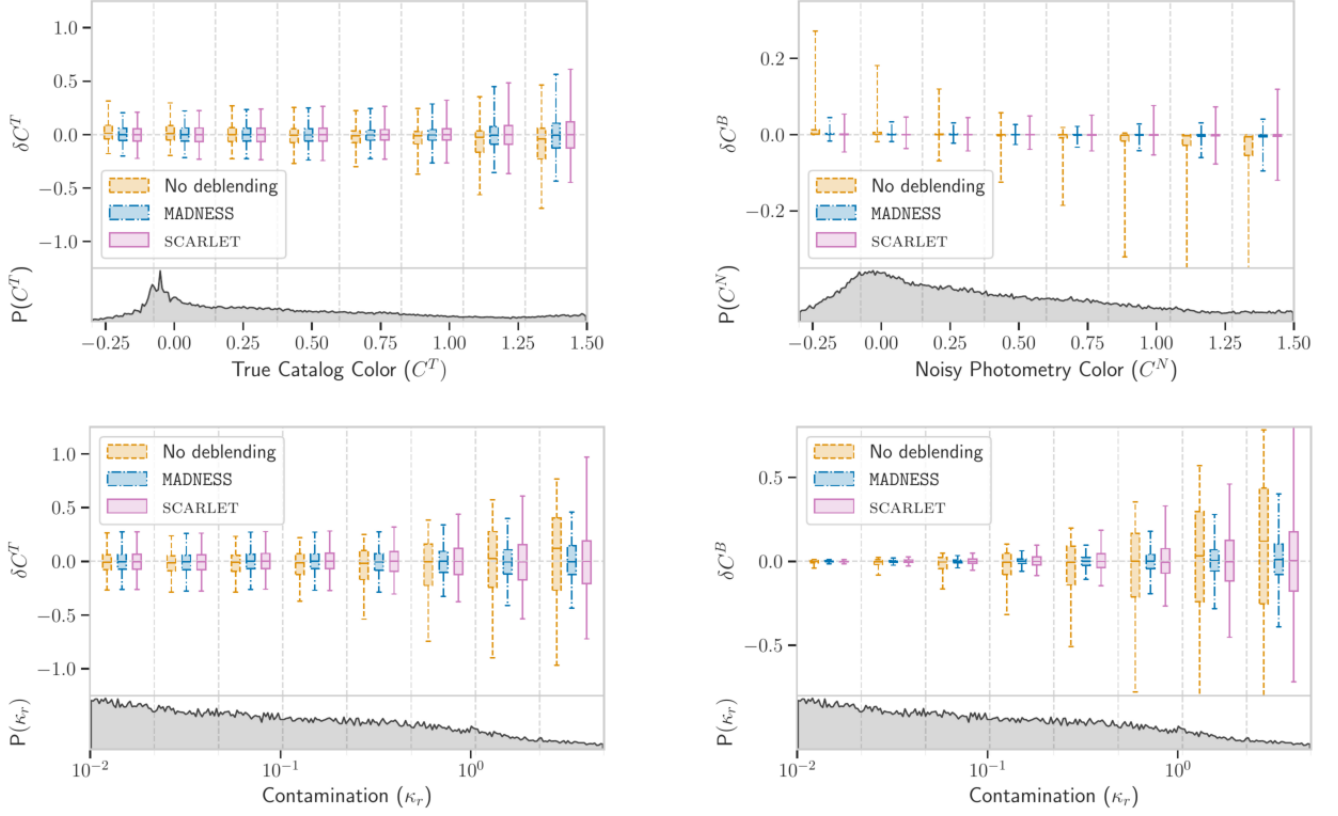 1.0
0.5
0.0
−0.5
−1.0
δC^T
No deblending
MADNESS
SCARLET
P(C^T)
−0.25 0.00 0.25 0.50 0.75 1.00 1.25 1.50
True Catalog Color (C^T)
0.2
0.0
−0.2
δC^B
No deblending
MADNESS
SCARLET
P(C^N)
−0.25 0.00 0.25 0.50 0.75 1.00 1.25 1.50
Noisy Photometry Color (C^N)
1.0
0.5
0.0
−0.5
−1.0
δC^T
No deblending
MADNESS
SCARLET
P(κ_r)
10^−2 10^−1 10^0
Contamination (κ_r)
0.5
0.0
−0.5
δC^B
No deblending
MADNESS
SCARLET
P(κ_r)
10^−2 10^−1 10^0
Contamination (κ_r)